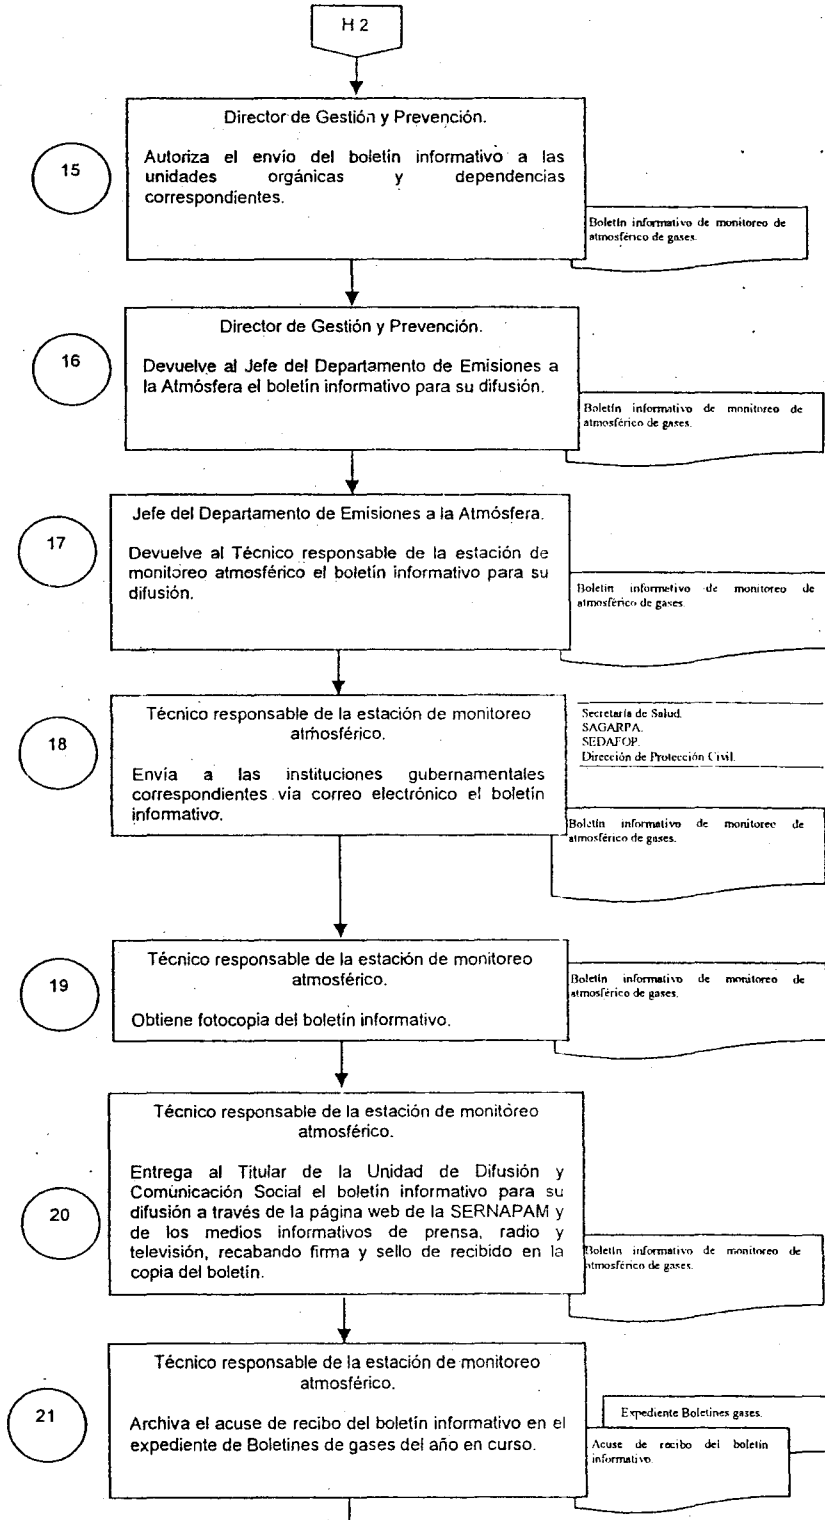 H 2
Director de Gestión y Prevención.
15
Autoriza el envío del boletín informativo a las
unidades orgánicas y dependencias
correspondientes.
Boletín informativo de monitoreo de
atmosférico de gases.
Director de Gestión y Prevención.
16
Devuelve al Jefe del Departamento de Emisiones a
la Atmósfera el boletín informativo para su difusión.
Boletín informativo de monitoreo de
atmosférico de gases.
Jefe del Departamento de Emisiones a la Atmósfera.
17
Devuelve al Técnico responsable de la estación de
monitoreo atmosférico el boletín informativo para su
difusión.
Boletín informativo de monitoreo de
atmosférico de gases.
Técnico responsable de la estación de monitoreo
atmosférico.
18
Envía a las instituciones gubernamentales
correspondientes vía correo electrónico el boletín
informativo.
Secretaría de Salud.
SAGARPA.
SEDAFOP.
Dirección de Protección Civil.
Boletín informativo de monitoreo de
atmosférico de gases.
Técnico responsable de la estación de monitoreo
atmosférico.
19
Obtiene fotocopia del boletín informativo.
Boletín informativo de monitoreo de
atmosférico de gases.
Técnico responsable de la estación de monitoreo
atmosférico.
20
Entrega al Titular de la Unidad de Difusión y
Comunicación Social el boletín informativo para su
difusión a través de la página web de la SERNAPAM y
de los medios informativos de prensa, radio y
televisión, recabando firma y sello de recibido en la
copia del boletín.
Boletín informativo de monitoreo de
atmosférico de gases.
Técnico responsable de la estación de monitoreo
atmosférico.
21
Archiva el acuse de recibo del boletín informativo en el
expediente de Boletines de gases del año en curso.
Expediente Boletines gases.
Acuse de recibo del boletín
informativo.